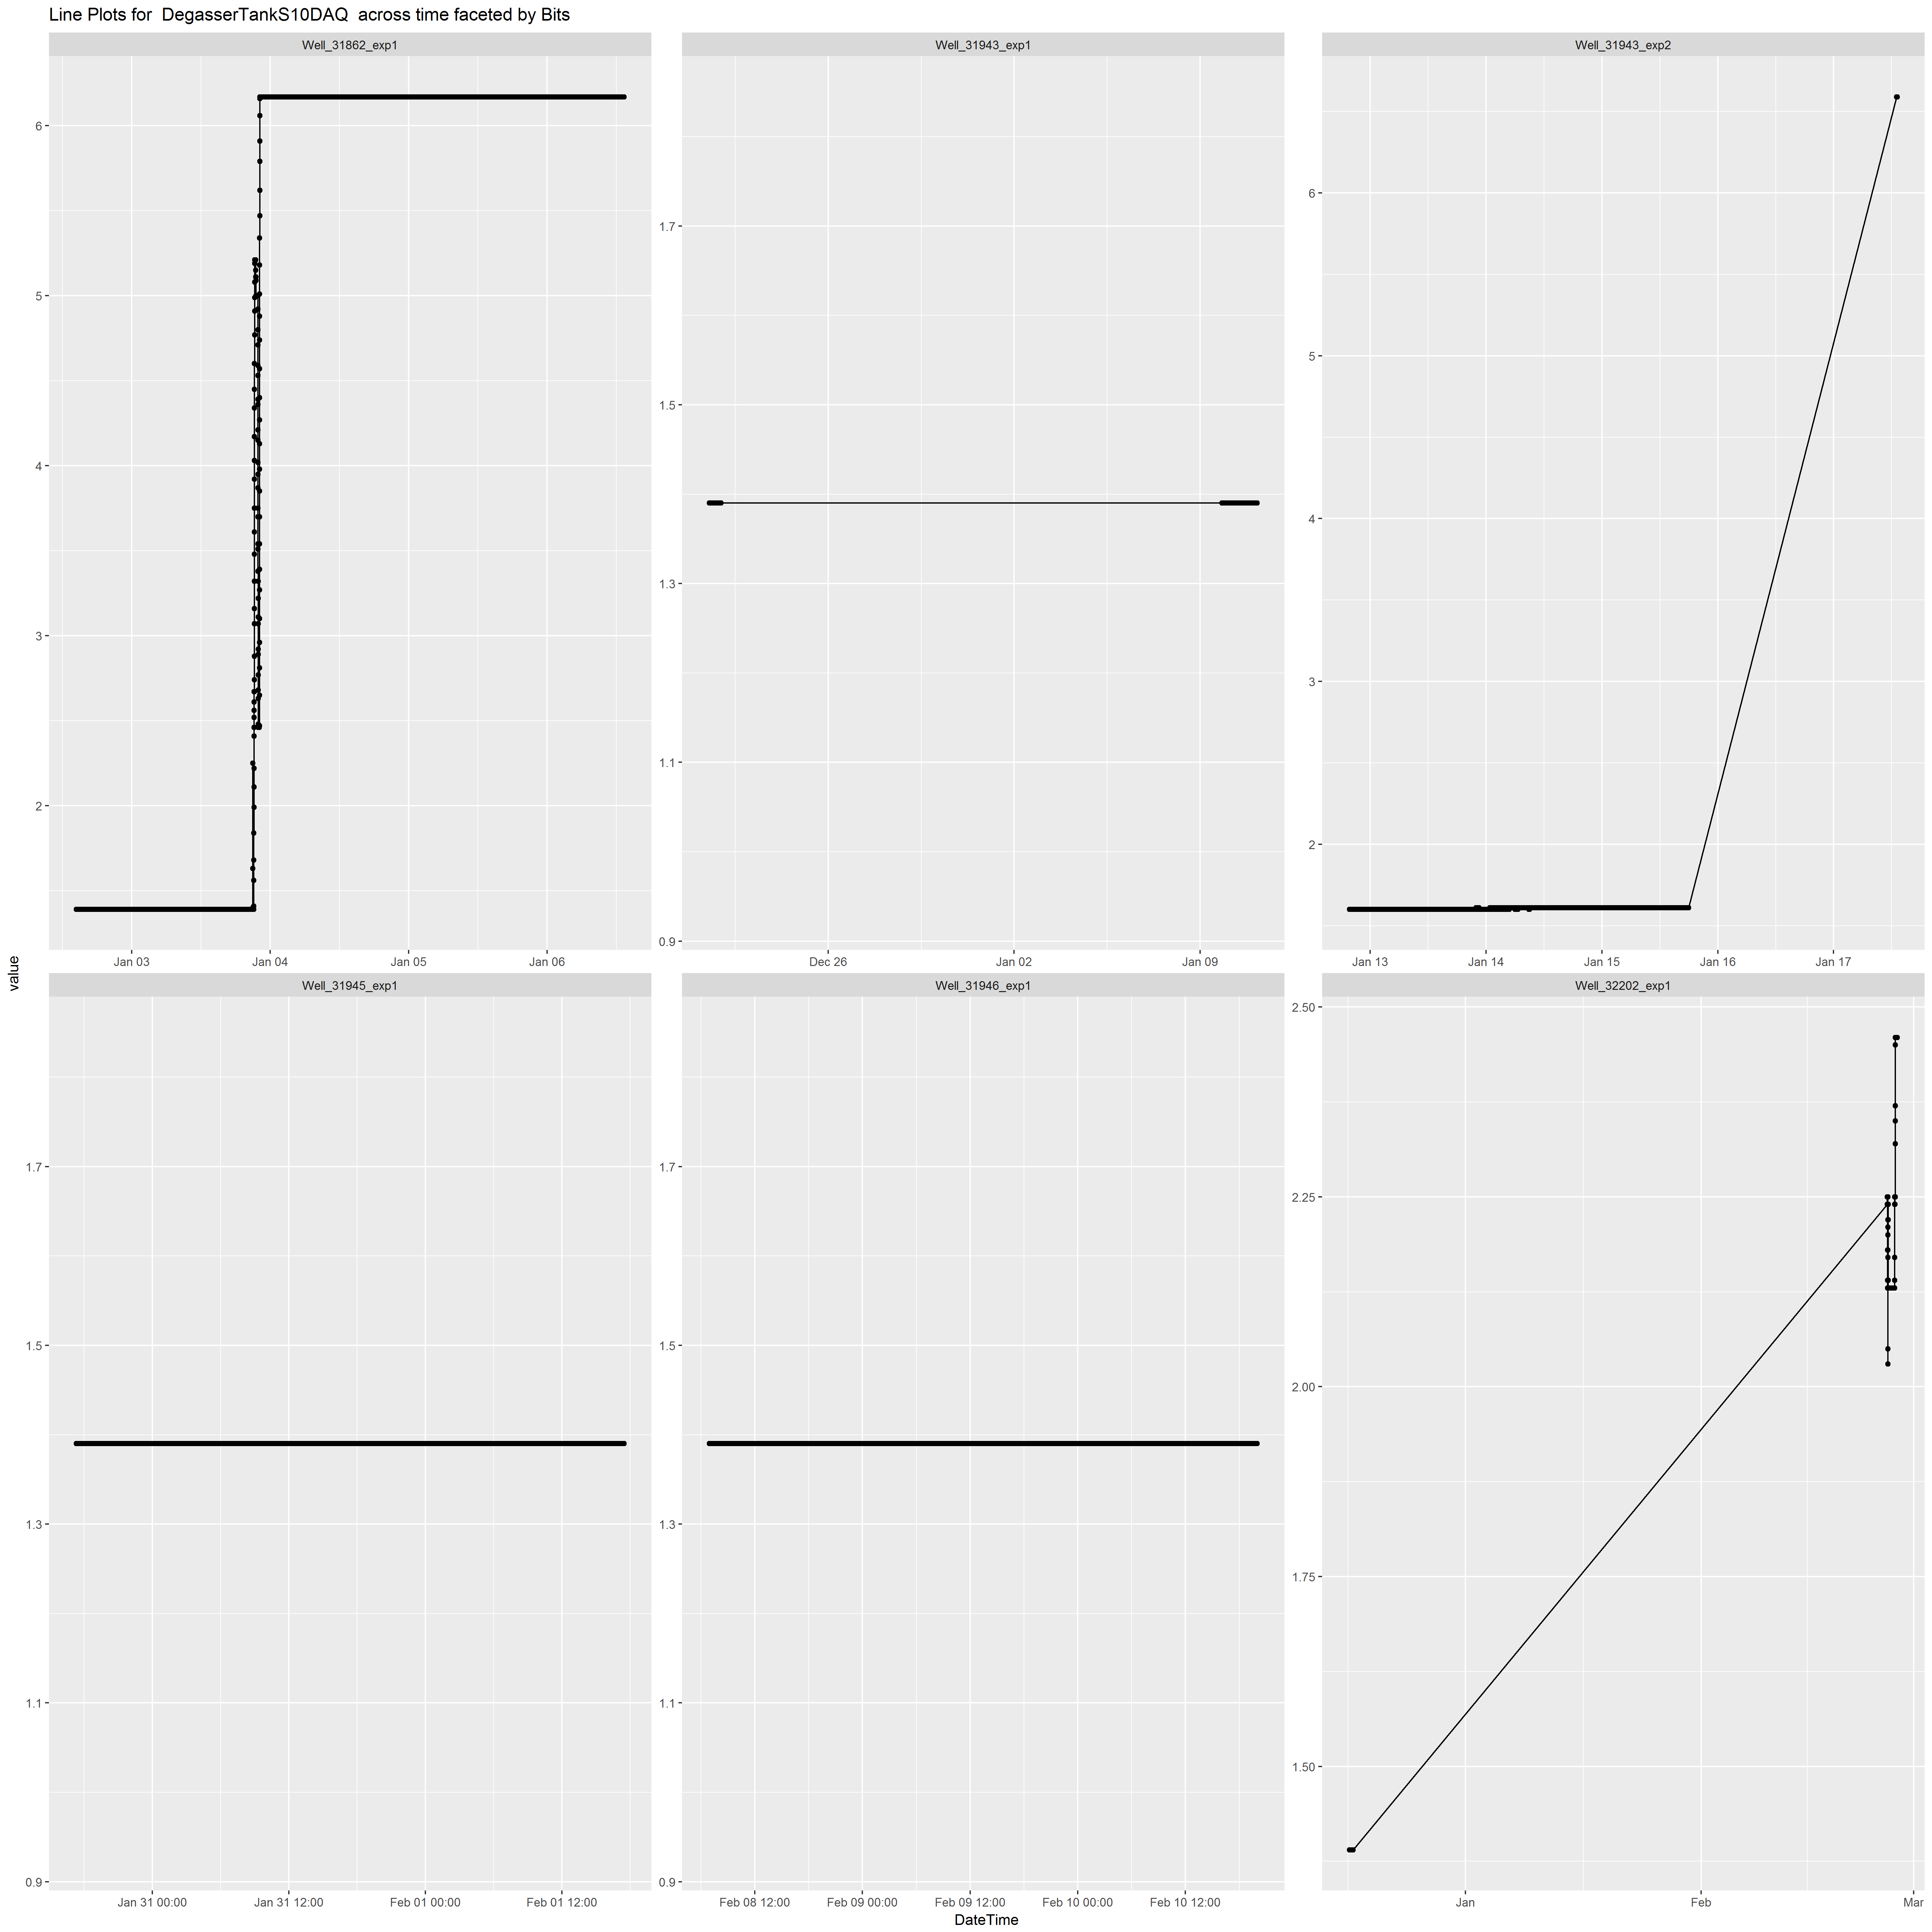 Line Plots for  DegasserTankS10DAQ  across time faceted by Bits
Well_31862_exp1
Well_31943_exp1
Well_31943_exp2
6
5
4
3
2
1.7
1.5
1.3
1.1
0.9
6
5
4
3
2
Jan 03
Jan 04
Jan 05
Jan 06
Dec 26
Jan 02
Jan 09
Jan 13
Jan 14
Jan 15
Jan 16
Jan 17
value
Well_31945_exp1
Well_31946_exp1
Well_32202_exp1
1.7
1.5
1.3
1.1
0.9
1.7
1.5
1.3
1.1
0.9
2.50
2.25
2.00
1.75
1.50
Jan 31 00:00
Jan 31 12:00
Feb 01 00:00
Feb 01 12:00
Feb 08 12:00
Feb 09 00:00
Feb 09 12:00
Feb 10 00:00
Feb 10 12:00
Jan
Feb
Mar
DateTime